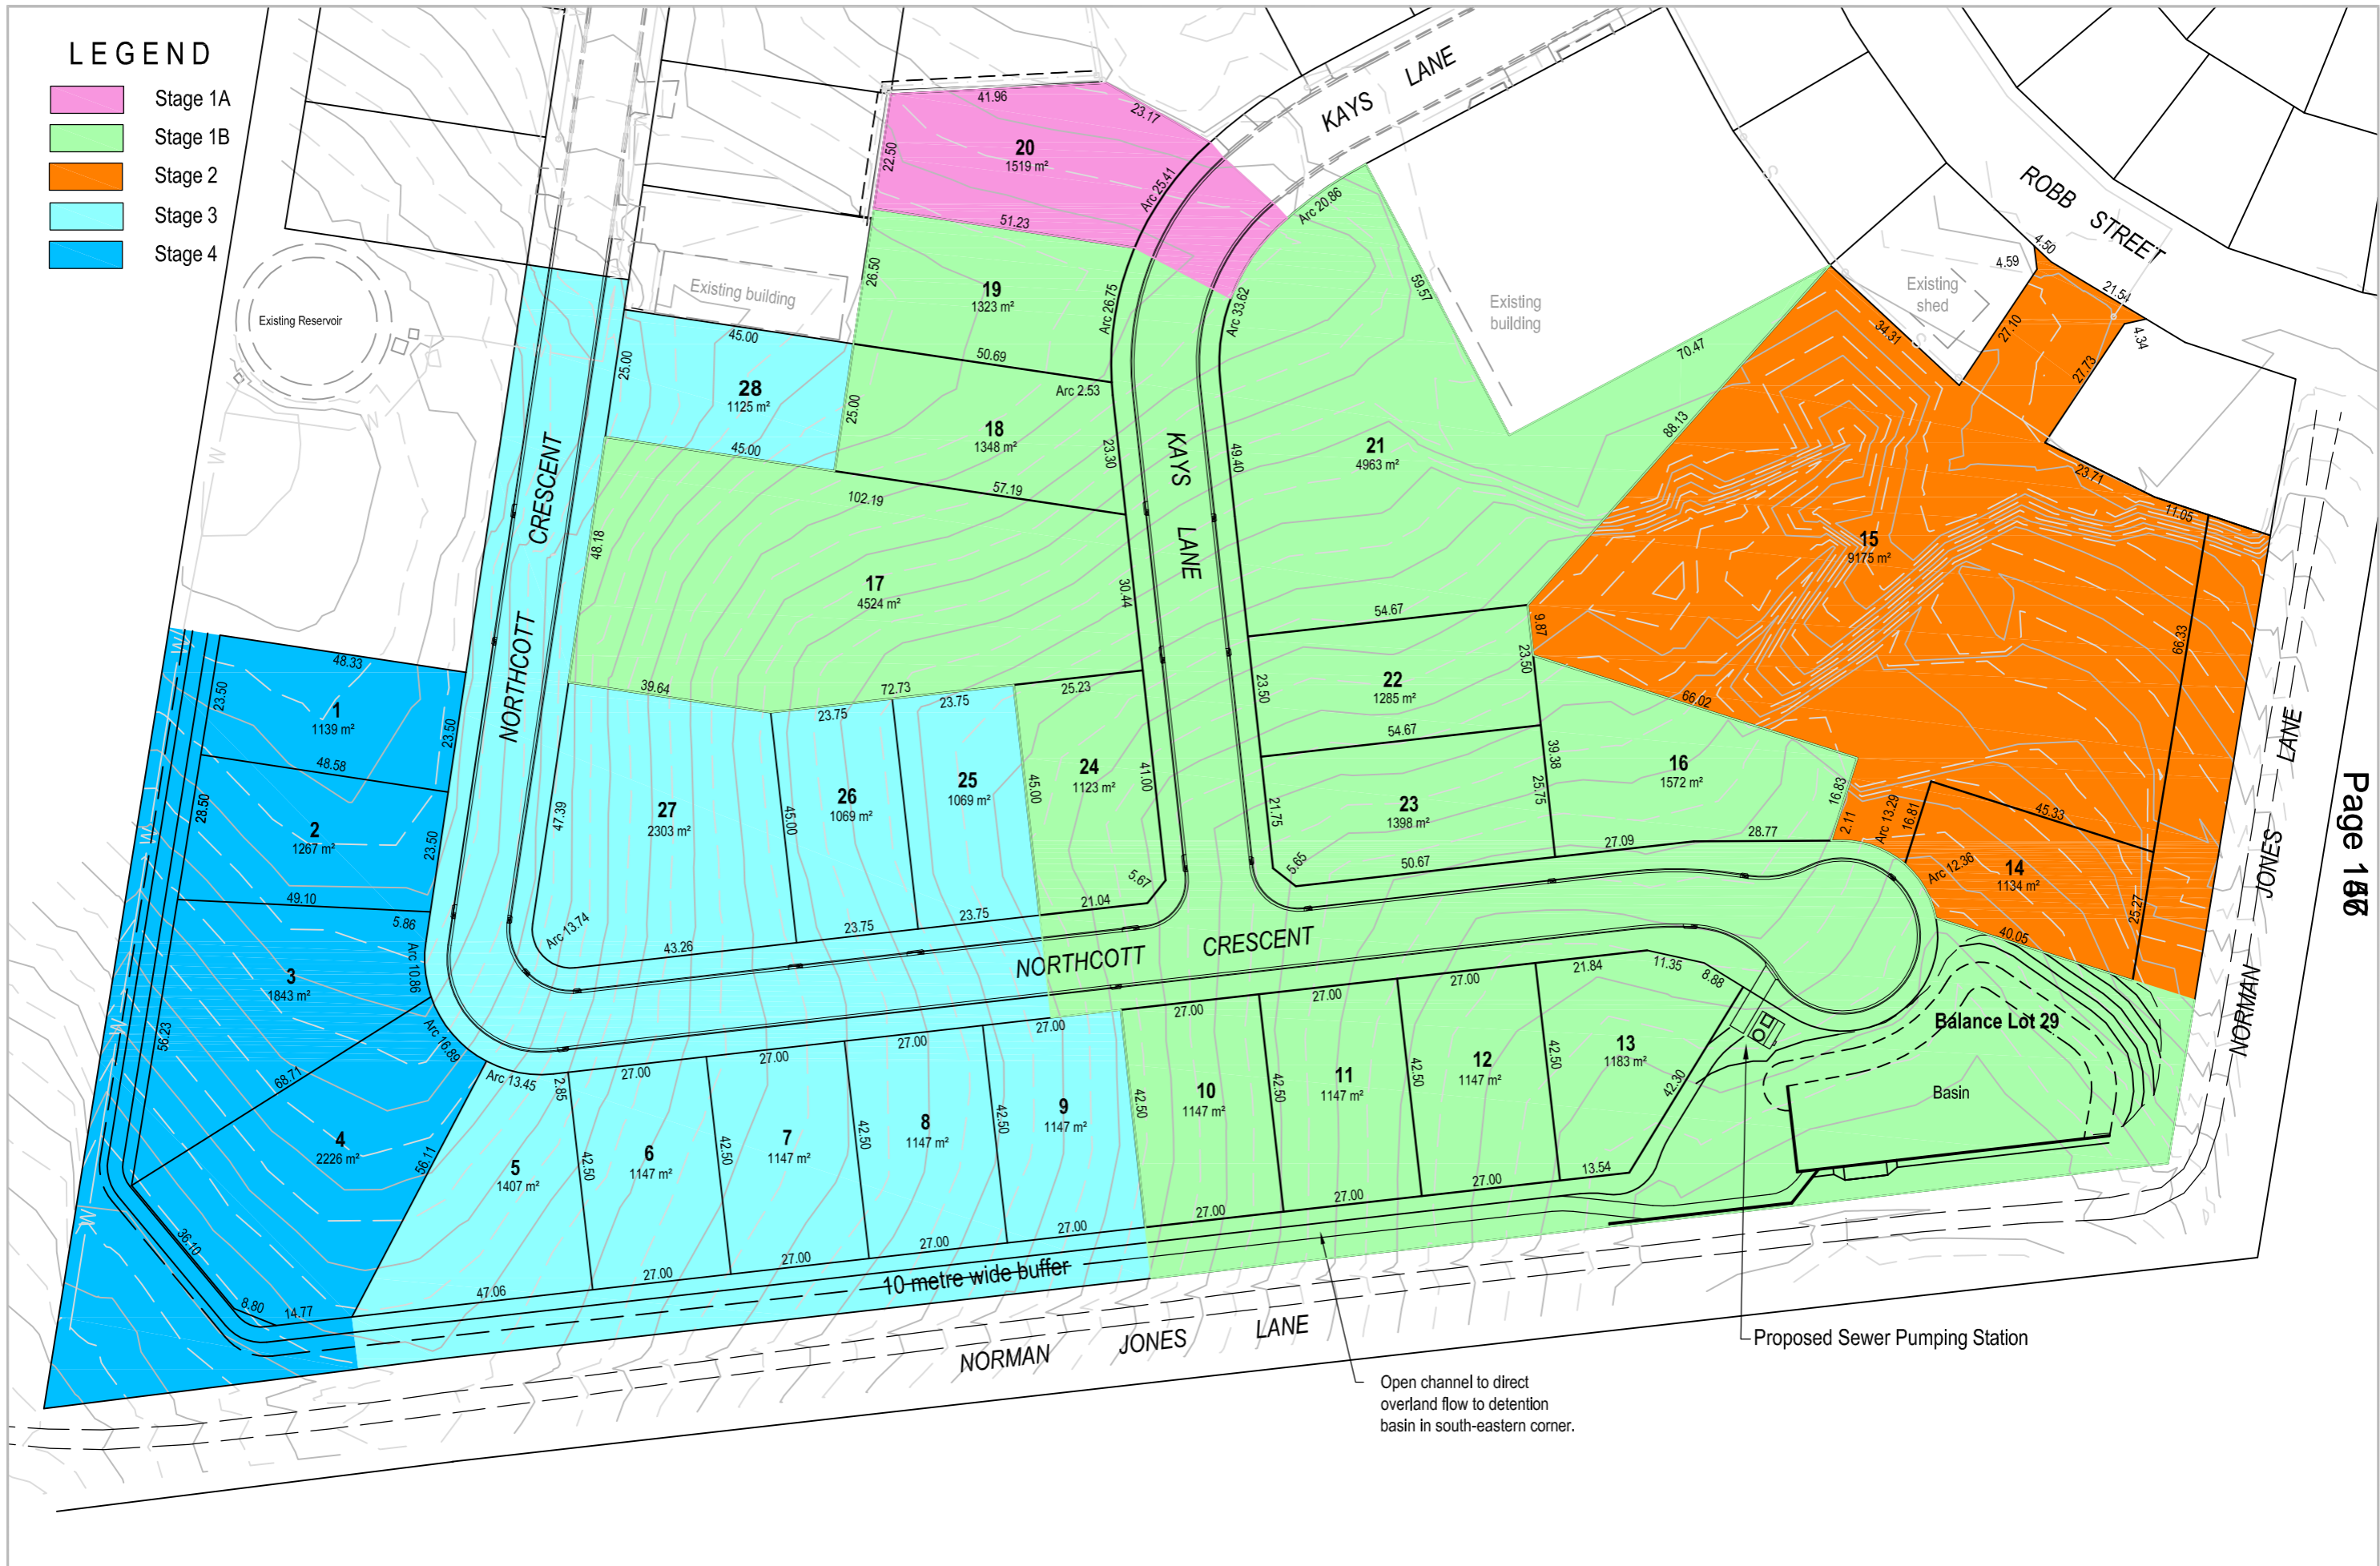 LEGEND
Stage 1A
Stage 1B
Stage 2
Stage 3
Stage 4
KAYS LANE
ROBB STREET
41.96
23.17
22.50
20
1519 m²
Arc 25.41
51.23
Arc 20.86
59.57
4.50
4.59
21.54
4.34
27.10
27.73
34.31
Existing
shed
Existing
building
Existing building
Existing Reservoir
26.50
19
1323 m²
Arc 26.75
Arc 33.62
50.69
Arc 2.53
70.47
88.13
45.00
25.00
28
1125 m²
45.00
25.00
18
1348 m²
23.30
57.19
102.19
KAYS LANE
49.40
21
4963 m²
23.71
11.05
15
9175 m²
66.33
NORTHCOTT CRESCENT
48.18
17
4524 m²
30.44
54.67
9.87
23.50
22
1285 m²
23.50
54.67
66.02
48.33
23.50
1
1139 m²
23.50
48.58
39.64
72.73
23.75
23.75
25.23
28.50
2
1267 m²
23.50
49.10
5.86
47.39
27
2303 m²
45.00
26
1069 m²
25
1069 m²
45.00
24
1123 m²
41.00
5.67
21.04
21.75
23
1398 m²
39.38
25.75
5.65
50.67
16
1572 m²
27.09
28.77
16.83
2.11
Arc 13.29
16.81
45.33
Arc 12.36
14
1134 m²
25.27
40.05
NORMAN JONES LANE
Page 166
Arc 13.74
43.26
23.75
23.75
NORTHCOTT CRESCENT
Arc 10.86
3
1843 m²
56.23
Arc 16.89
68.71
4
2226 m²
56.11
36.10
8.80
14.77
Arc 13.45
2.85
5
1407 m²
47.06
27.00
42.50
6
1147 m²
27.00
27.00
42.50
7
1147 m²
27.00
27.00
42.50
8
1147 m²
27.00
27.00
42.50
9
1147 m²
27.00
27.00
42.50
10
1147 m²
27.00
27.00
42.50
11
1147 m²
27.00
27.00
42.50
12
1147 m²
27.00
21.84
11.35
8.88
42.50
13
1183 m²
42.30
13.54
Balance Lot 29
Basin
10 metre wide buffer
NORMAN JONES LANE
Proposed Sewer Pumping Station
Open channel to direct
overland flow to detention
basin in south-eastern corner.
W
W
W
W
W
W
S
S